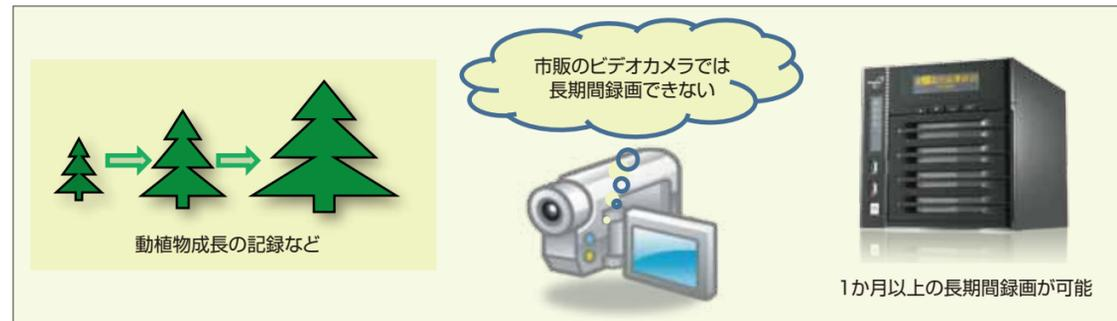 市販のビデオカメラでは
長期間録画できない
動植物成長の記録など
1か月以上の長期間録画が可能